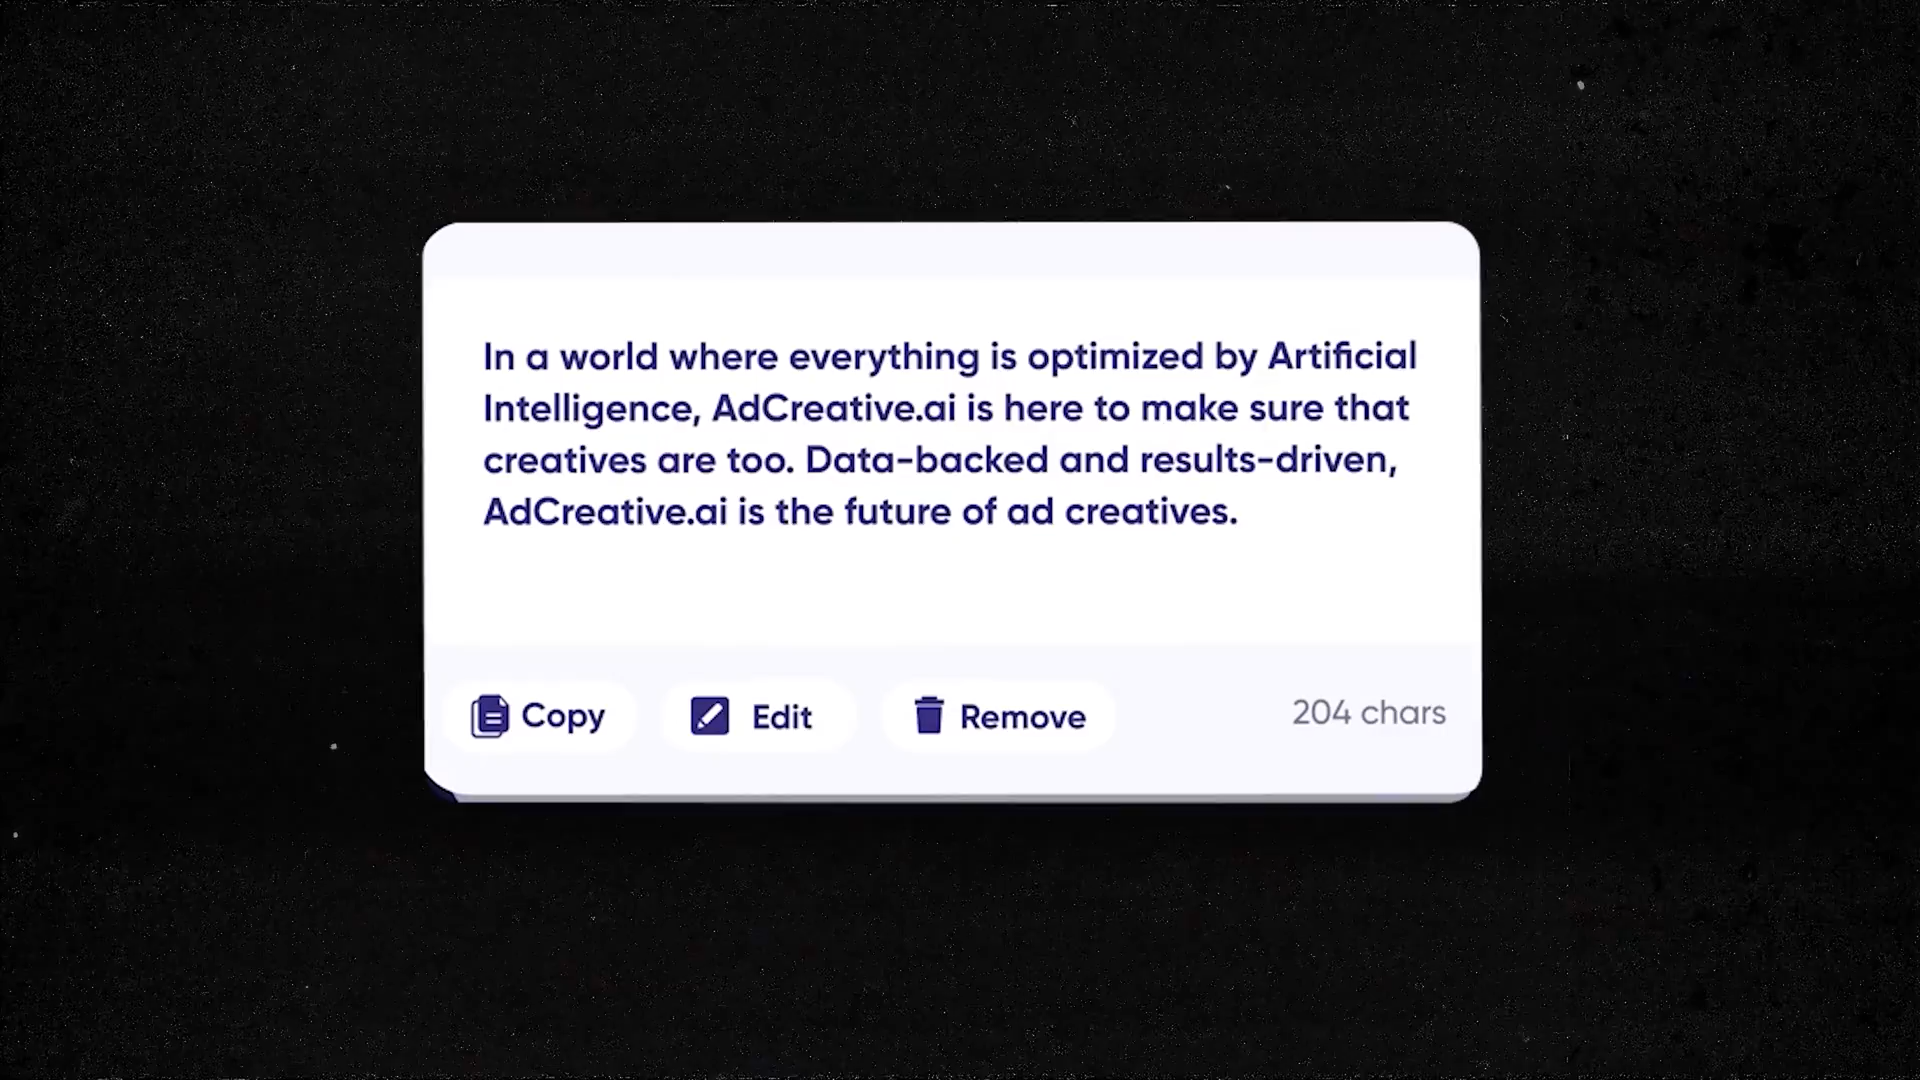 In a world where everything is optimized by Artificial
Intelligence, AdCreative.ai is here to make sure that
creatives are too. Data-backed and results-driven,
AdCreative.ai is the future of ad creatives.
Copy Edit Remove 204 chars